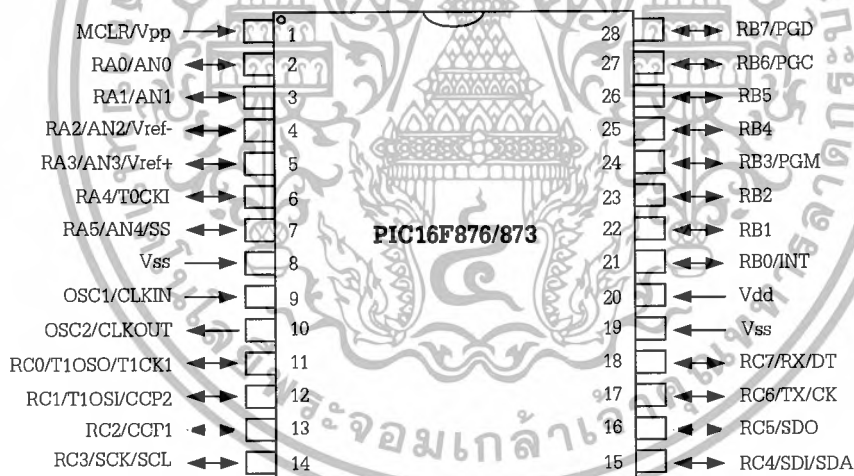 MCLR/Vpp 1 28 RB7/PGD
RA0/AN0 2 27 RB6/PGC
RA1/AN1 3 26 RB5
RA2/AN2/Vref- 4 25 RB4
RA3/AN3/Vref+ 5 24 RB3/PGM
RA4/T0CKI 6 23 RB2
RA5/AN4/SS 7 PIC16F876/873 22 RB1
Vss 8 21 RB0/INT
OSC1/CLKIN 9 20 Vdd
OSC2/CLKOUT 10 19 Vss
RC0/T1OSO/T1CK1 11 18 RC7/RX/DT
RC1/T1OSI/CCP2 12 17 RC6/TX/CK
RC2/CCP1 13 16 RC5/SDO
RC3/SCK/SCL 14 15 RC4/SDI/SDA